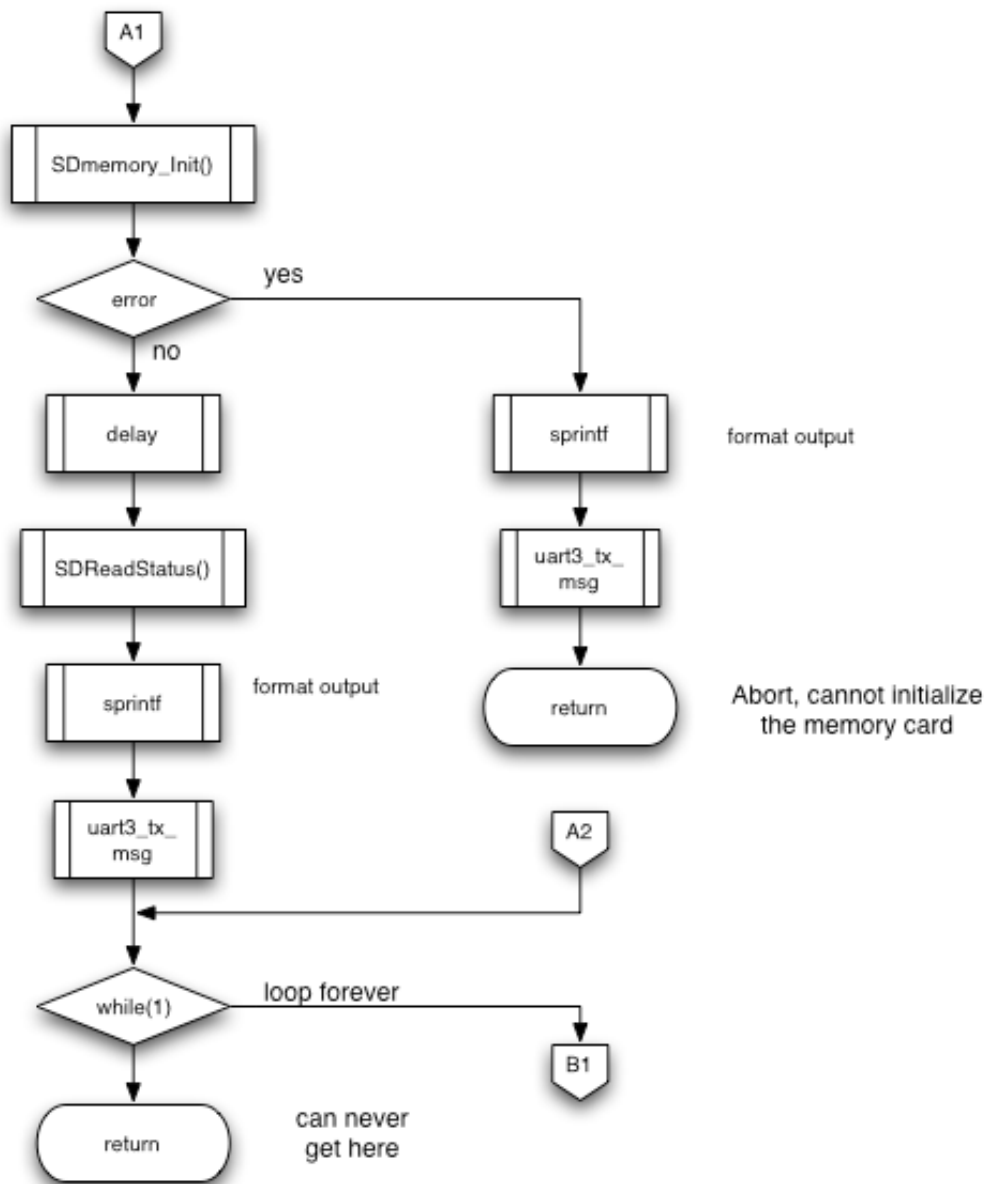 A1
SDmemory_Init()
error
yes
no
delay
sprintf
format output
SDReadStatus()
uart3_tx_
msg
sprintf
format output
return
Abort, cannot initialize
the memory card
uart3_tx_
msg
A2
while(1)
loop forever
B1
return
can never
get here